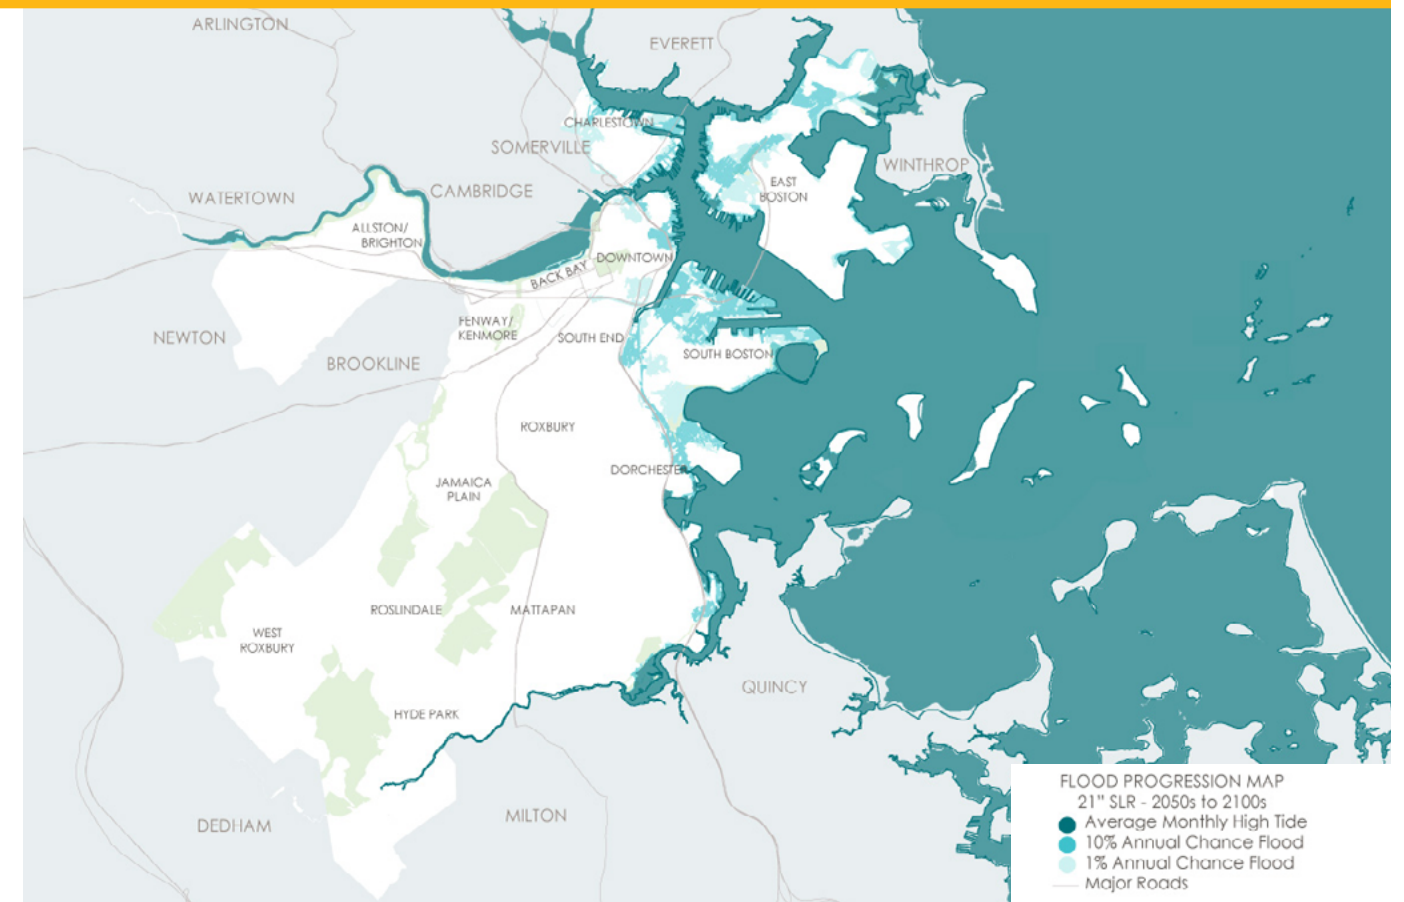 ARLINGTON
EVERETT
CHARLESTOWN
SOMERVILLE
WINTHROP
WATERTOWN
CAMBRIDGE
EAST
BOSTON
ALLSTON/
BRIGHTON
DOWNTOWN
BACK BAY
FENWAY/
KENMORE
NEWTON
SOUTH END
BROOKLINE
SOUTH BOSTON
ROXBURY
DORCHESTE
JAMAICA
PLAIN
ROSLINDALE
MATTAPAN
WEST
ROXBURY
QUINCY
HYDE PARK
DEDHAM
MILTON
FLOOD PROGRESSION MAP
21" SLR - 2050s to 2100s
Average Monthly High Tide
10% Annual Chance Flood
1% Annual Chance Flood
Major Roads